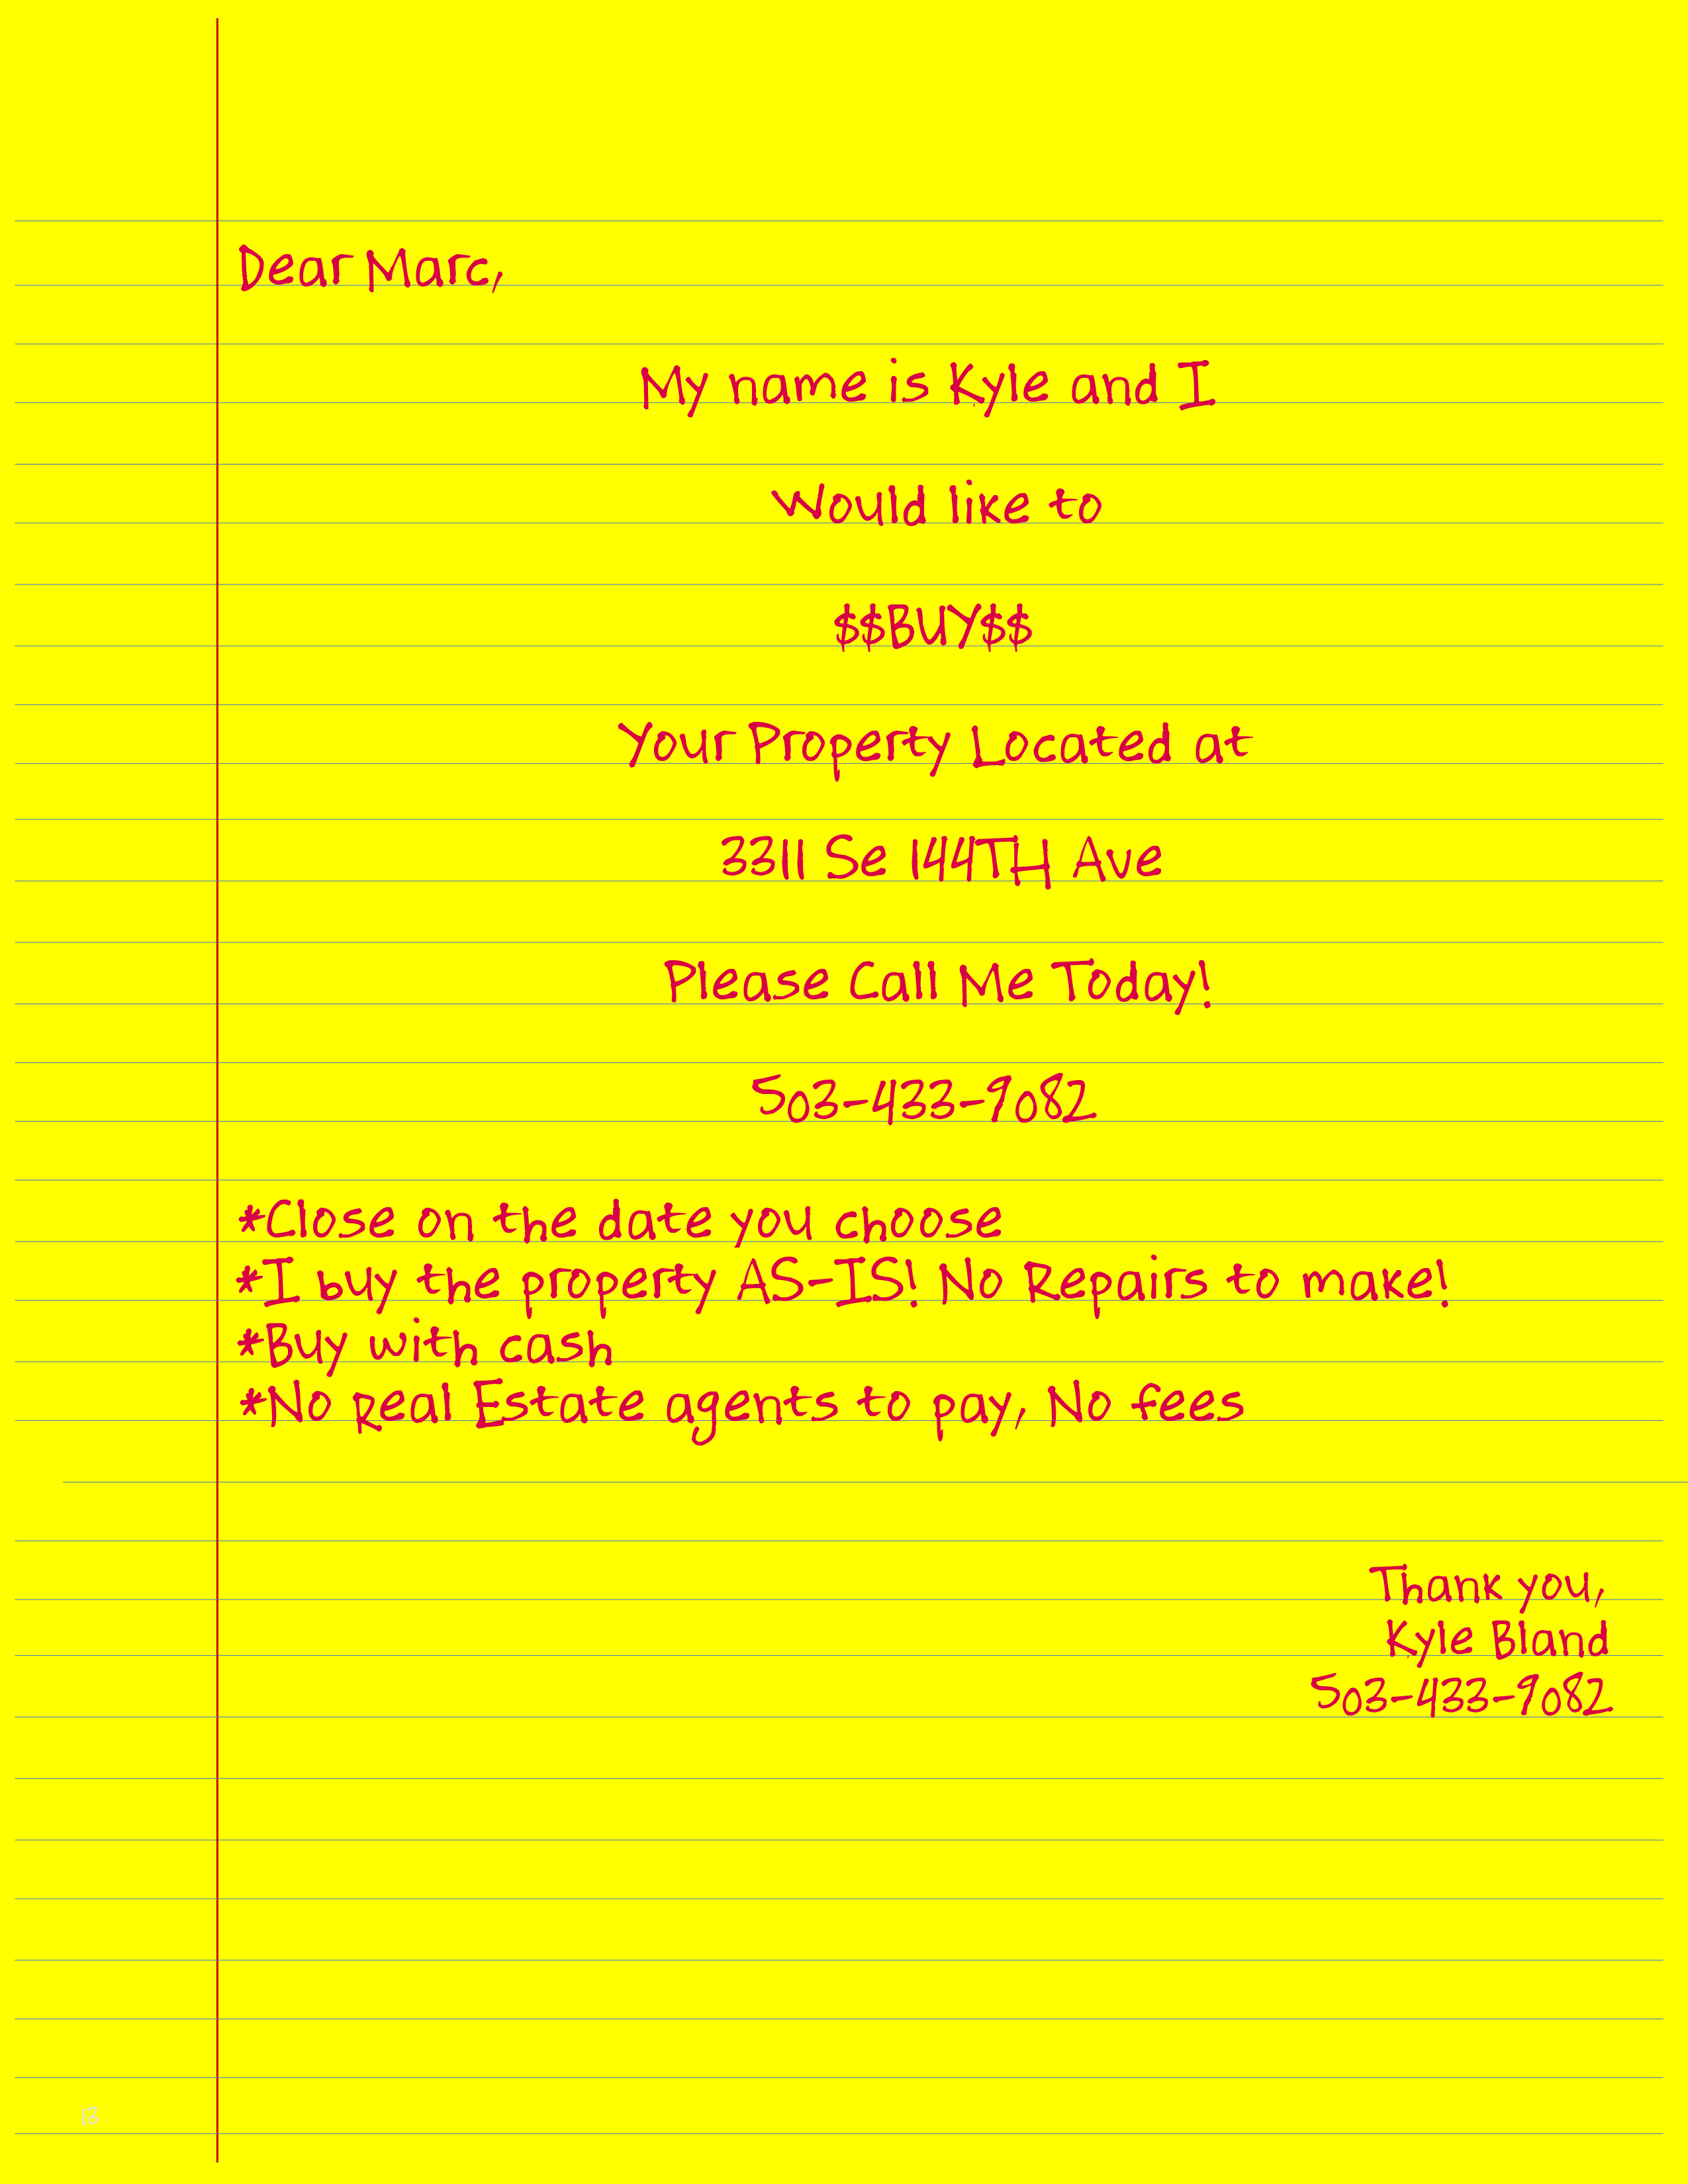 Dear Marc,
My name is Kyle and I
Would like to
$$BUY$$
Your Property Located at
3311 Se 144TH Ave
Please Call Me Today!
503-433-9082
*Close on the date you choose
*I buy the property AS-IS! No Repairs to make!
*Buy with cash
*No Real Estate agents to pay, No fees
Thank you,
Kyle Bland
503-433-9082